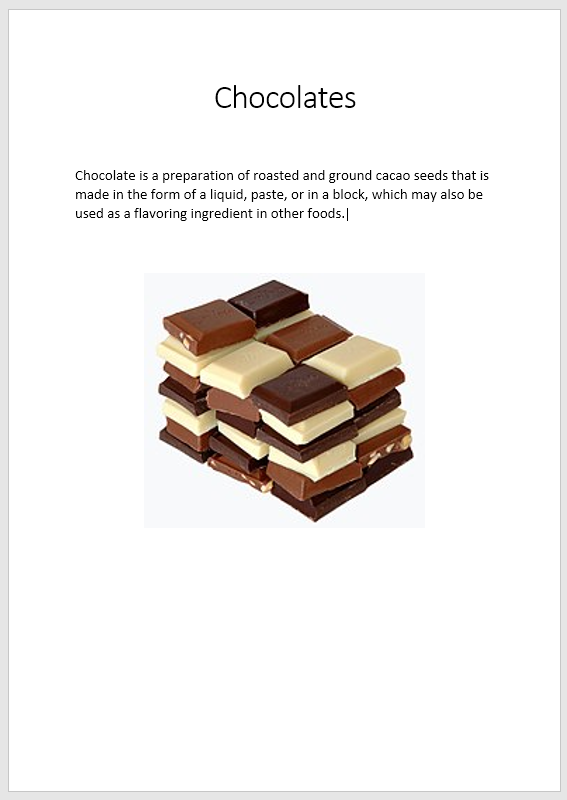 Chocolates
Chocolate is a preparation of roasted and ground cacao seeds that is
made in the form of a liquid, paste, or in a block, which may also be
used as a flavoring ingredient in other foods.